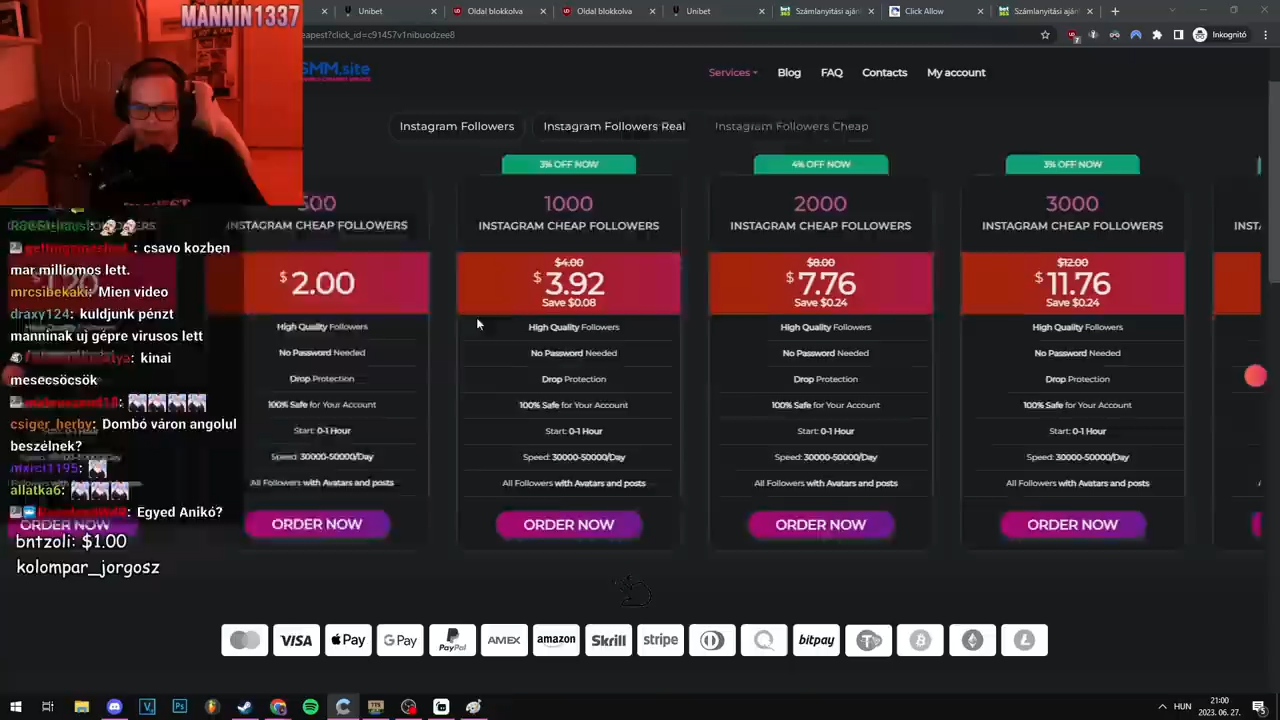 MANNIN1337
Unibet
Oldal blokkolva
Oldal blokkolva
Unibet
Számlanyitási aján
Click Allow
Számlanyitási aján
eapest?click_id=c91457v1nibuodzee8
Inkognitó
SMM.site
Services
Blog
FAQ
Contacts
My account
Instagram Followers
Instagram Followers Real
Instagram Followers Cheap
3% OFF NOW
4% OFF NOW
3% OFF NOW
500
INSTAGRAM CHEAP FOLLOWERS
$ 2.00
High Quality Followers
No Password Needed
Drop Protection
100% Safe for Your Account
Start: 0-1 Hour
Speed: 30000-50000/Day
All Followers with Avatars and posts
ORDER NOW
1000
INSTAGRAM CHEAP FOLLOWERS
$4.00
$ 3.92
Save $0.08
High Quality Followers
No Password Needed
Drop Protection
100% Safe for Your Account
Start: 0-1 Hour
Speed: 30000-50000/Day
All Followers with Avatars and posts
ORDER NOW
2000
INSTAGRAM CHEAP FOLLOWERS
$8.00
$ 7.76
Save $0.24
High Quality Followers
No Password Needed
Drop Protection
100% Safe for Your Account
Start: 0-1 Hour
Speed: 30000-50000/Day
All Followers with Avatars and posts
ORDER NOW
3000
INSTAGRAM CHEAP FOLLOWERS
$12.00
$ 11.76
Save $0.24
High Quality Followers
No Password Needed
Drop Protection
100% Safe for Your Account
Start: 0-1 Hour
Speed: 30000-50000/Day
All Followers with Avatars and posts
ORDER NOW
INSTA
: csavo kozben
mar milliomos lett.
mrcsibekaki: Mien video
draxy124: kuldjunk pénzt
manninak uj gépre vírusos lett
: kinai
mesecsöcsök
csiger_herby: Dombó váron angolul
beszélnek?
allatka6:
: Egyed Anikó?
ORDER NOW
bntzoli: $1.00
kolompar_jorgosz
VISA
Pay
G Pay
PayPal
AMEX
amazon
Skrill
stripe
bitpay
HUN
21:00
2023. 06. 27.